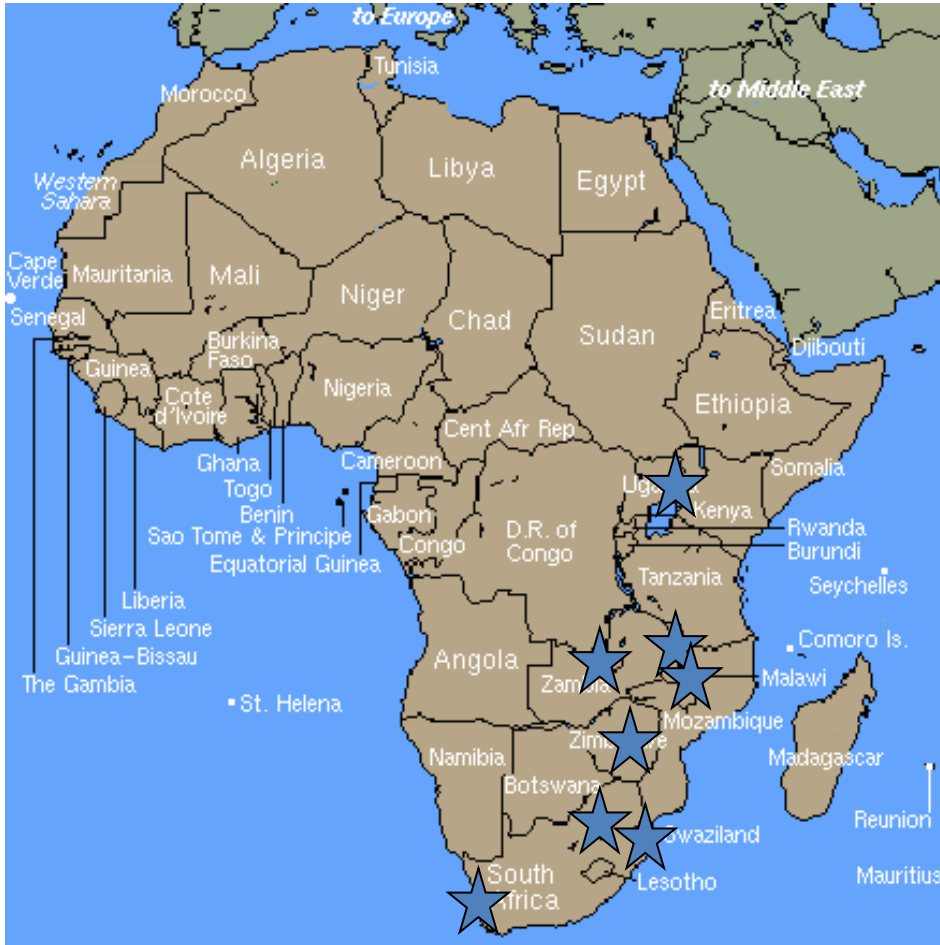 to Europe
Tunisia
to Middle East
Morocco
Algeria
Libya
Egypt
Western
Sahara
Cape
Verde
Mauritania
Mali
Niger
Chad
Sudan
Eritrea
Senegal
Djibouti
Burkina
Faso
Guinea
Nigeria
Cote
d'Ivoire
Ethiopia
Cent Afr Rep
Ghana
Cameroon
Somalia
Togo
Benin
Kenya
Gabon
Sao Tome & Principe
D.R. of
Congo
Rwanda
Congo
Equatorial Guinea
Burundi
Tanzania
Seychelles
Liberia
Sierra Leone
Guinea-Bissau
The Gambia
Comoro Is.
Angola
Malawi
St. Helena
Mozambique
Namibia
Madagascar
Botswana
Reunion
Swaziland
Lesotho
South
Mauritius